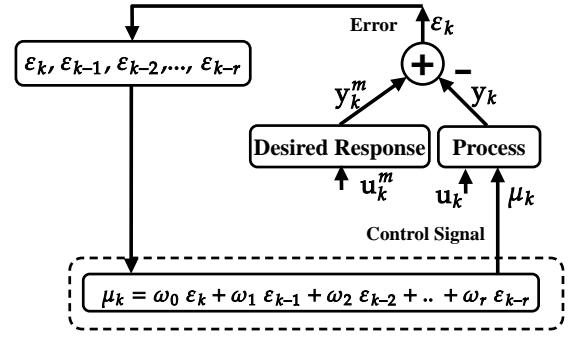 Error
ε_k
ε_k, ε_{k-1}, ε_{k-2},..., ε_{k-r}
+
−
y_k^m
y_k
Desired Response
Process
u_k^m
u_k
μ_k
Control Signal
μ_k = ω_0 ε_k + ω_1 ε_{k-1} + ω_2 ε_{k-2} + .. + ω_r ε_{k-r}